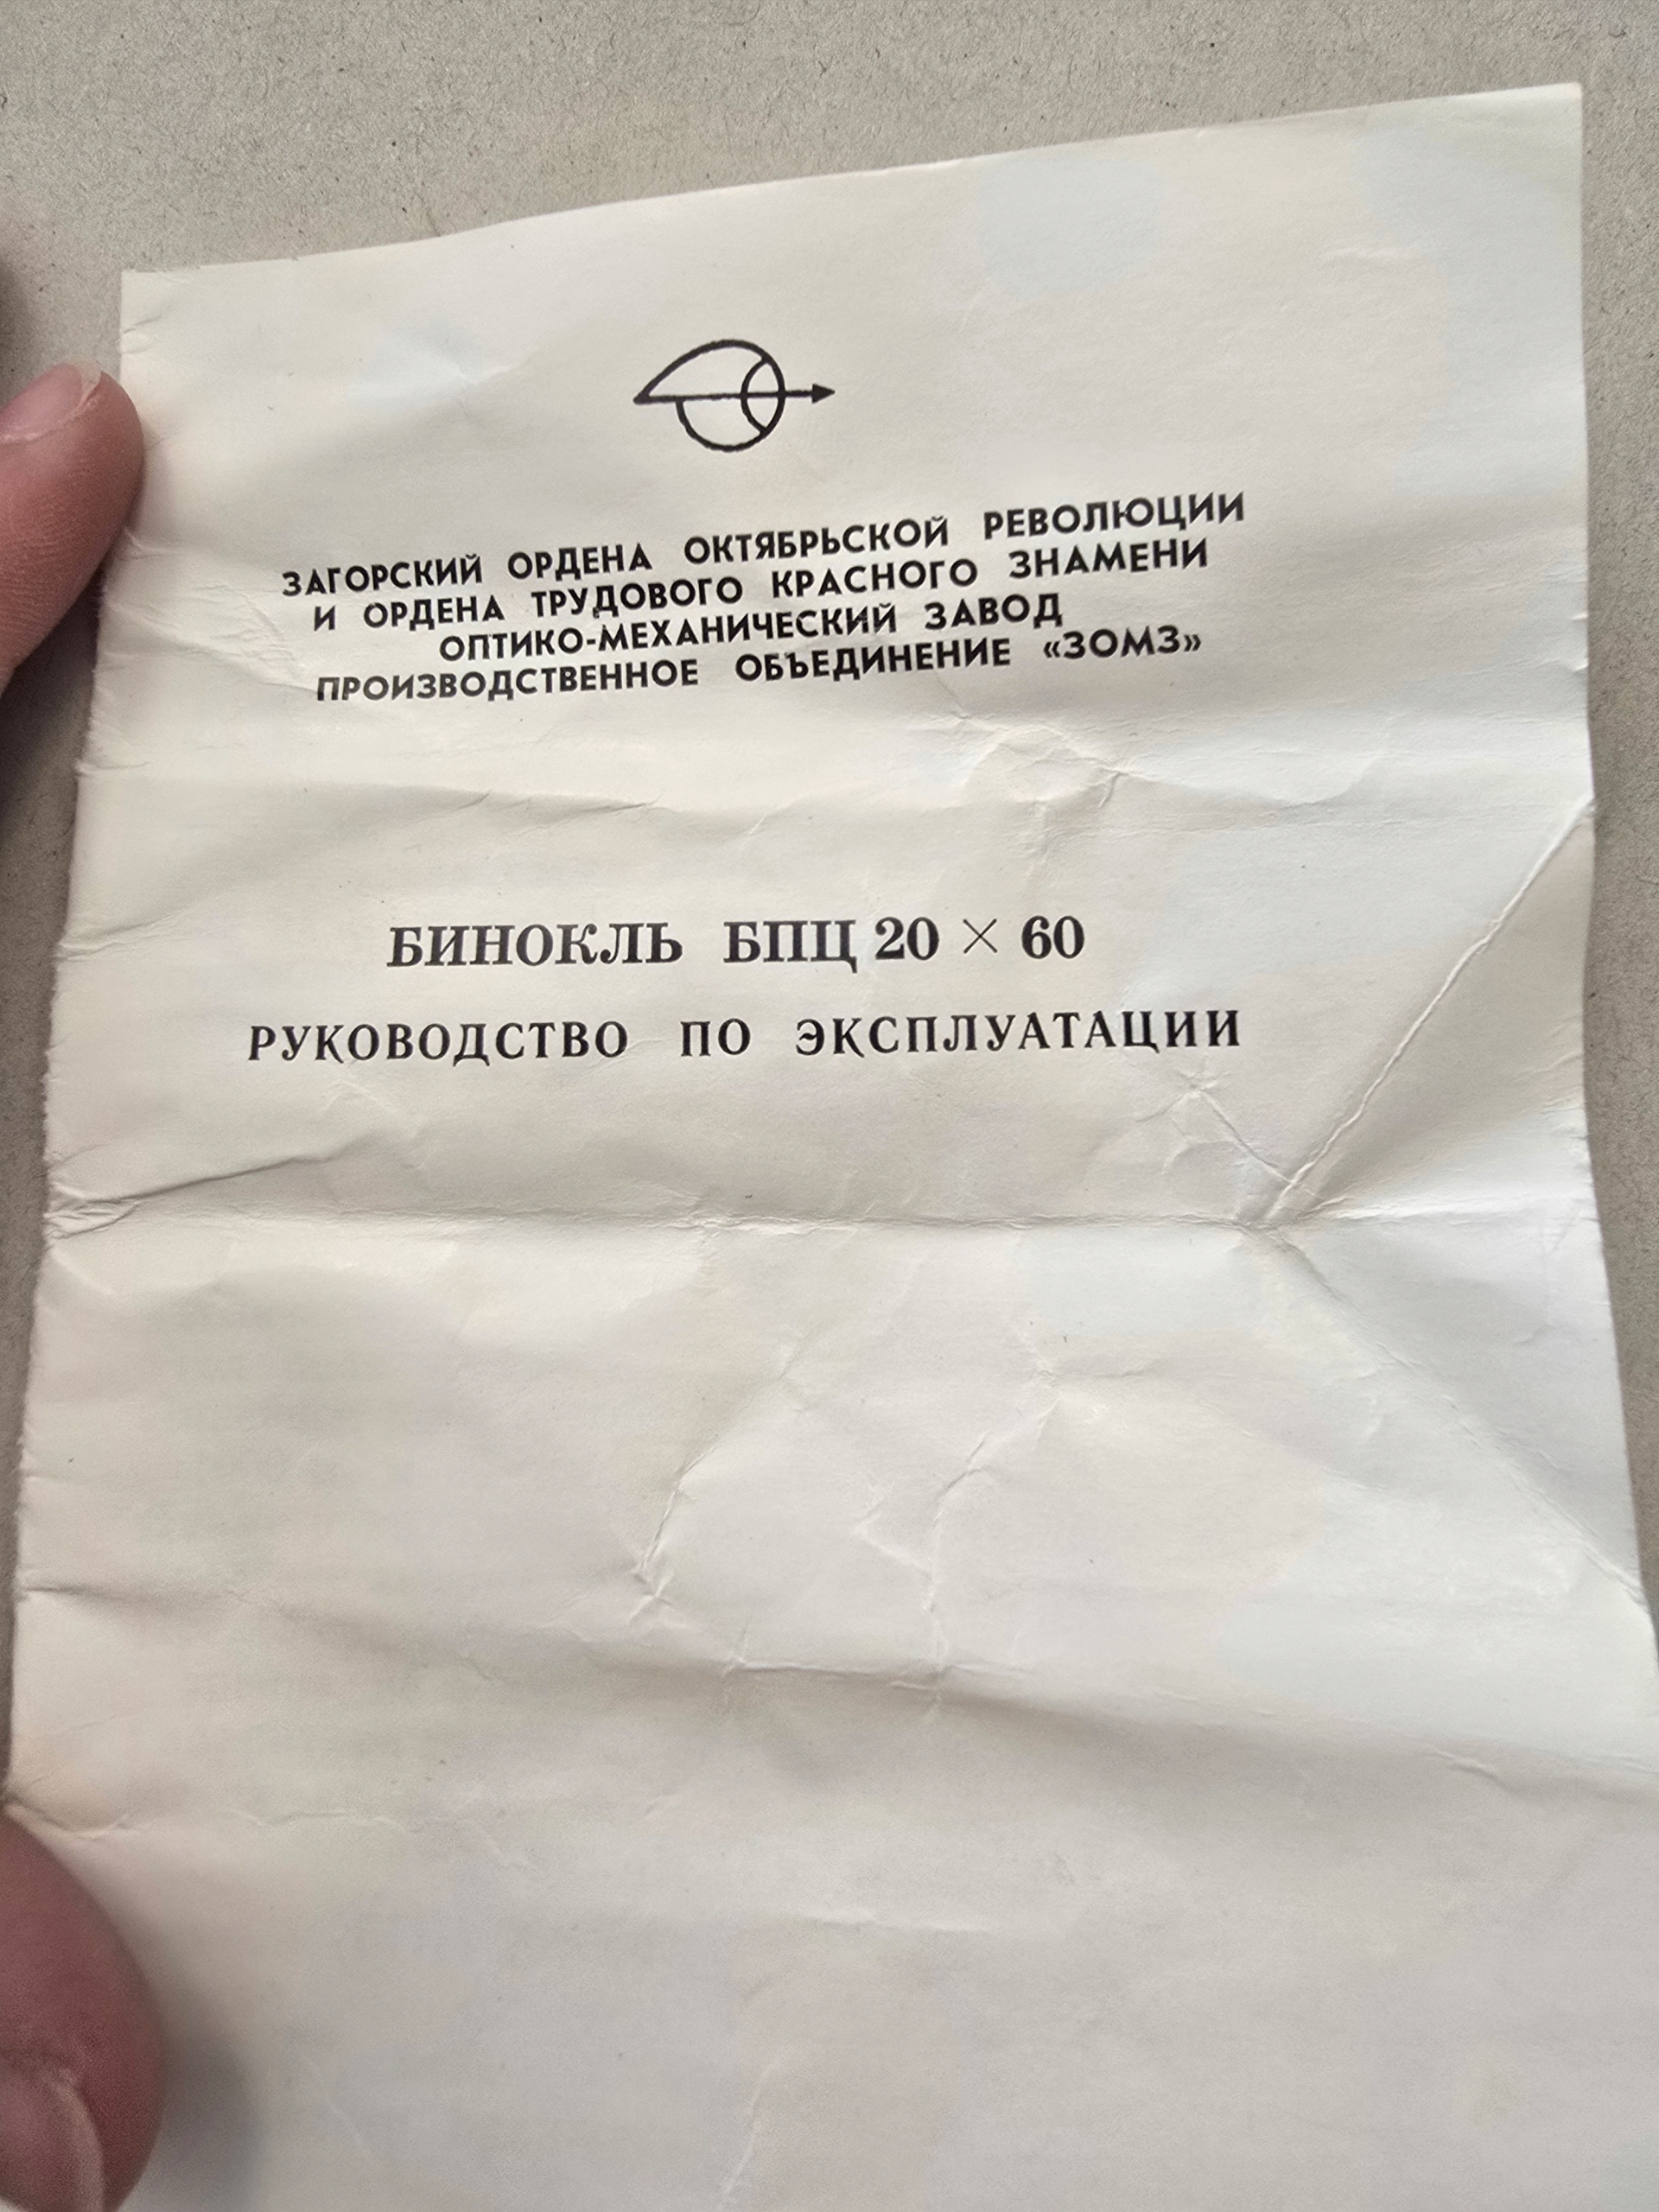 ЗАГОРСКИЙ ОРДЕНА ОКТЯБРЬСКОЙ РЕВОЛЮЦИИ
И ОРДЕНА ТРУДОВОГО КРАСНОГО ЗНАМЕНИ
ОПТИКО-МЕХАНИЧЕСКИЙ ЗАВОД
ПРОИЗВОДСТВЕННОЕ ОБЪЕДИНЕНИЕ «ЗОМЗ»
БИНОКЛЬ БПЦ 20 × 60
РУКОВОДСТВО ПО ЭКСПЛУАТАЦИИ